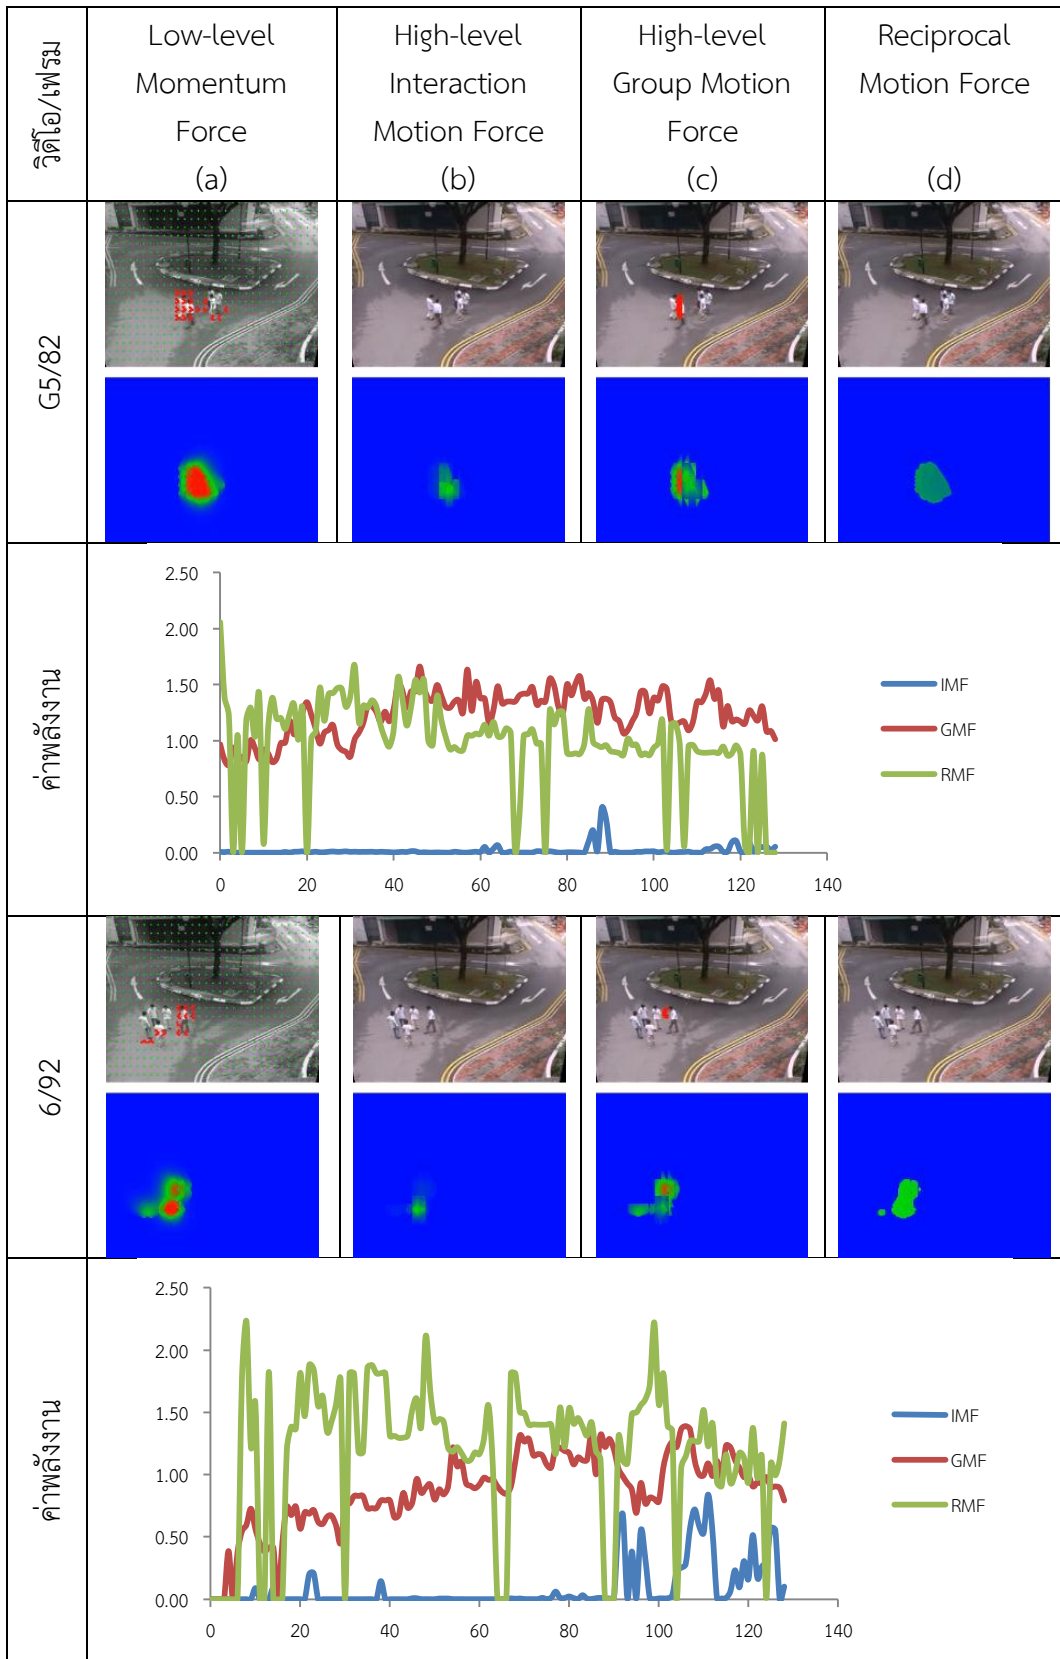 วิดีโอ/เฟรม
Low-level
Momentum
Force
(a)
High-level
Interaction
Motion Force
(b)
High-level
Group Motion
Force
(c)
Reciprocal
Motion Force
(d)
G5/82
ค่าพลังงาน
2.50
2.00
1.50
1.00
0.50
0.00
0 20 40 60 80 100 120 140
IMF
GMF
RMF
6/92
ค่าพลังงาน
2.50
2.00
1.50
1.00
0.50
0.00
0 20 40 60 80 100 120 140
IMF
GMF
RMF